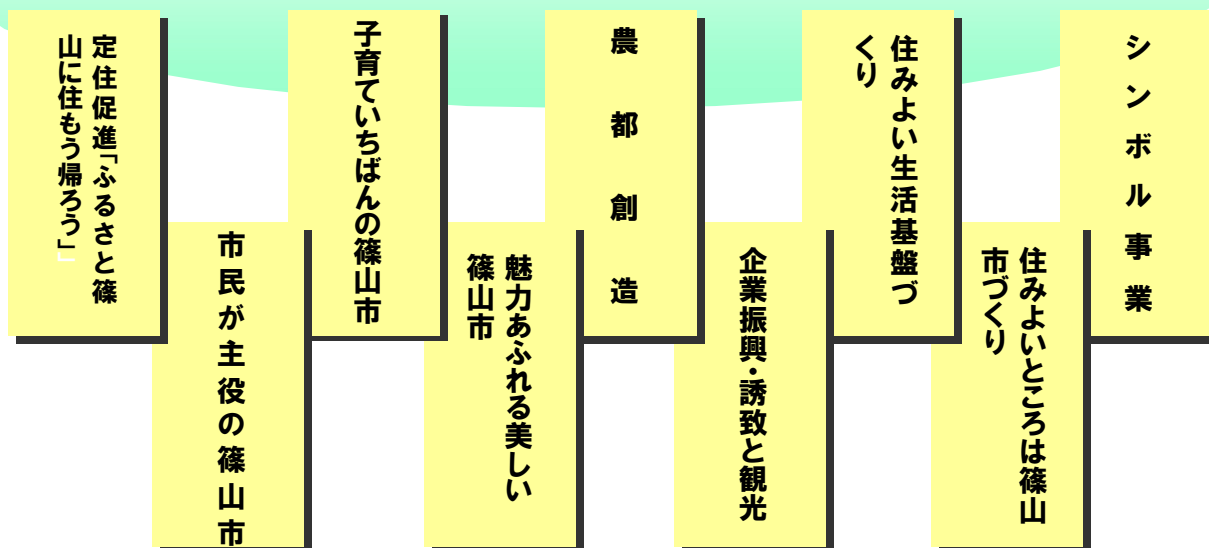 シンボル事業
住みよいところは篠山
市づくり
住みよい生活基盤づ
くり
企業振興・誘致と観光
農都創造
魅力あふれる美しい
篠山市
子育ていちばんの篠山市
市民が主役の篠山市
定住促進「ふるさと篠
山に住もう帰ろう」